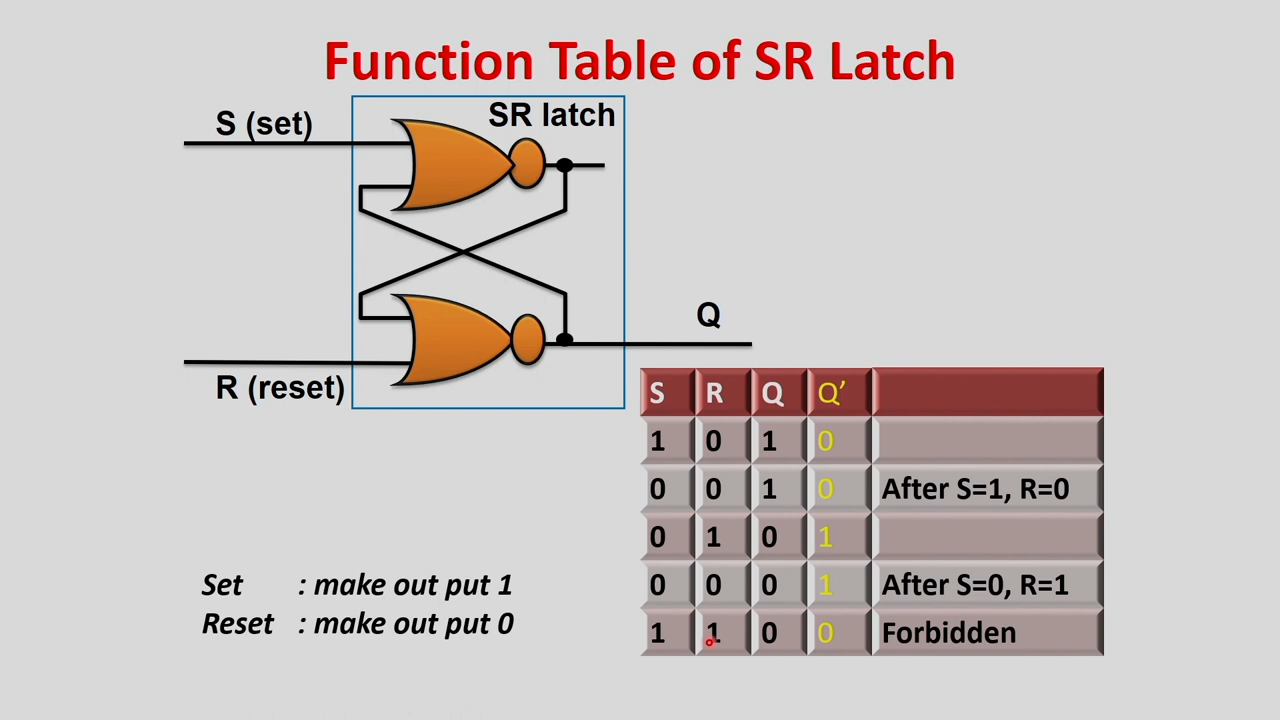 Function Table of SR Latch
S (set)
SR latch
Q
R (reset)
S R Q Q’
1 0 1 0
0 0 1 0 After S=1, R=0
0 1 0 1
0 0 0 1 After S=0, R=1
1 1 0 0 Forbidden
Set : make out put 1
Reset : make out put 0